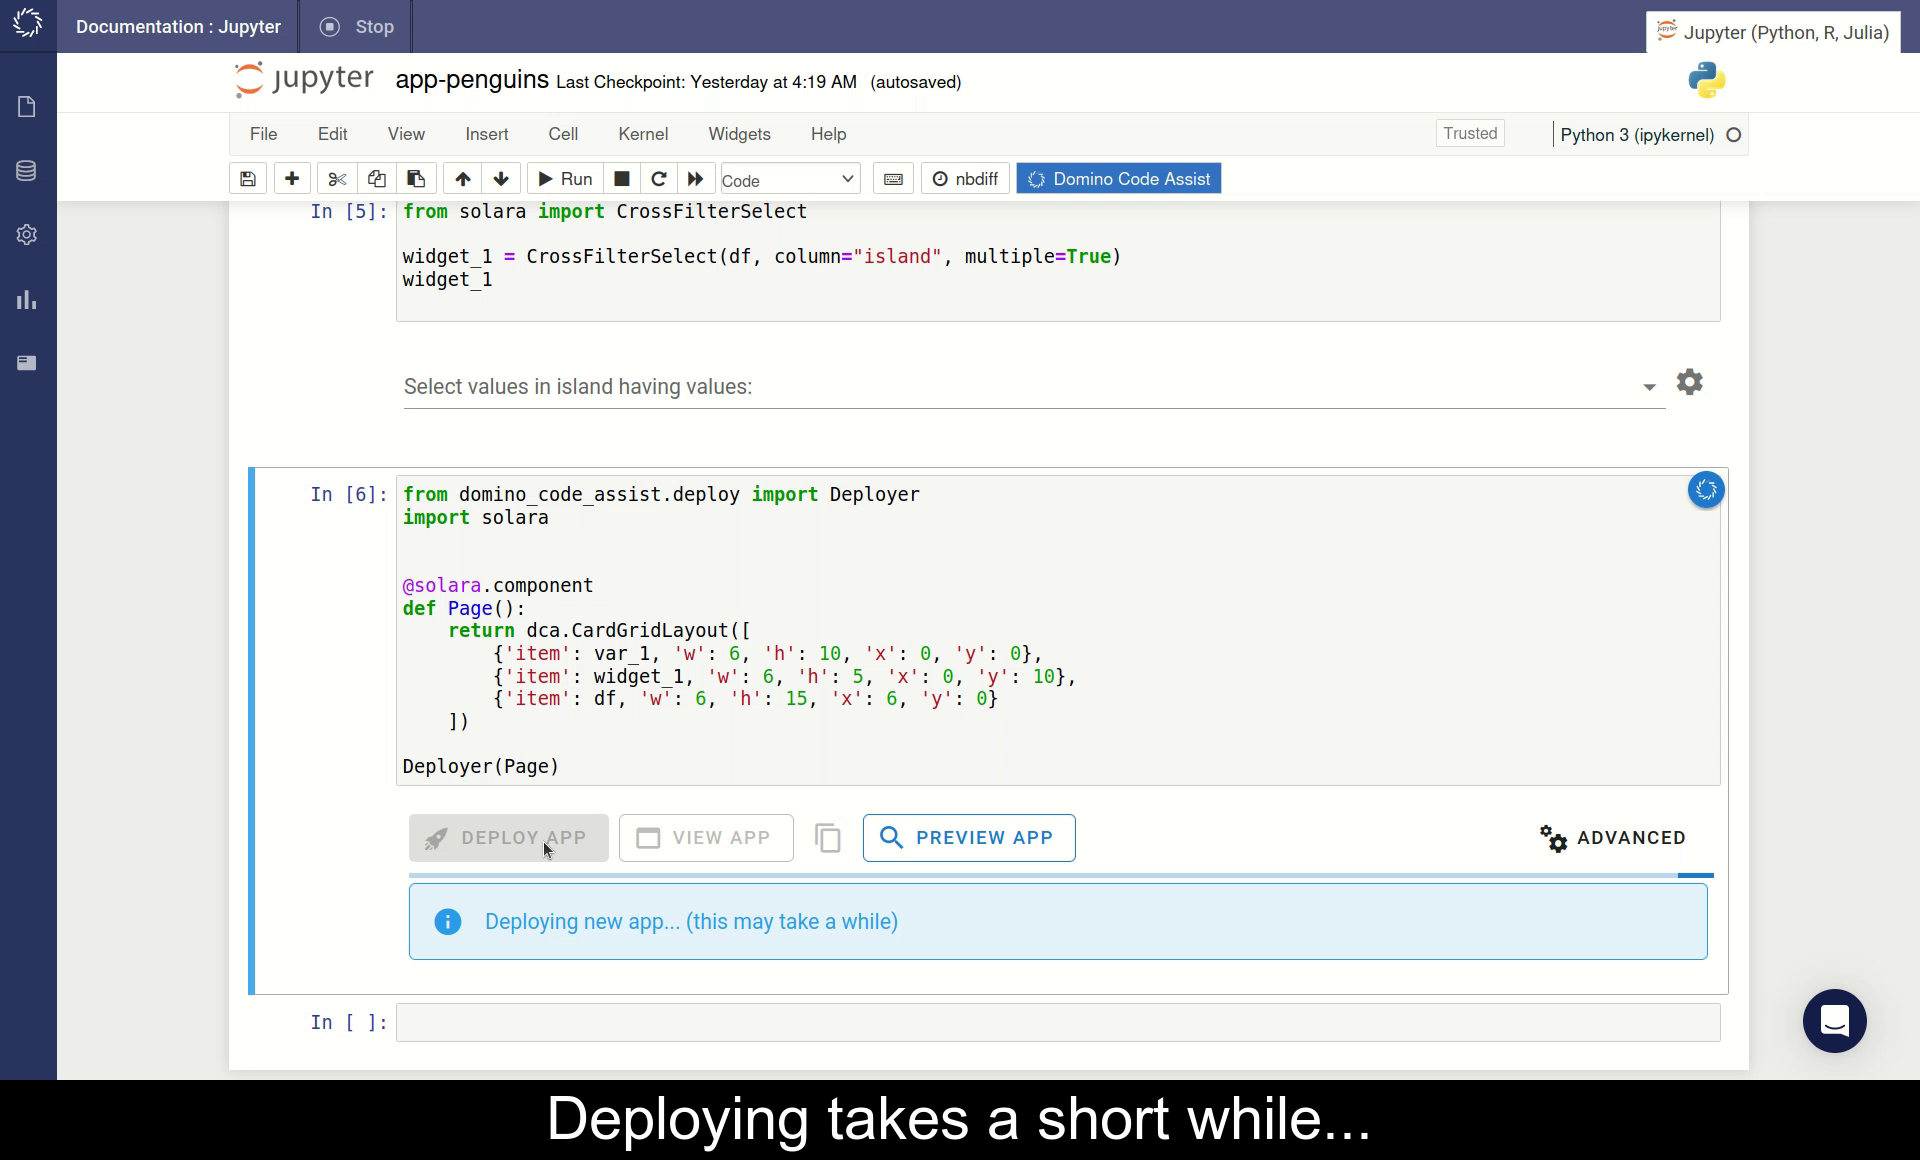 Documentation : Jupyter
Stop
Jupyter (Python, R, Julia)
jupyter app-penguins Last Checkpoint: Yesterday at 4:19 AM (autosaved)
File Edit View Insert Cell Kernel Widgets Help
Trusted
Python 3 (ipykernel)
Run
Code
nbdiff
Domino Code Assist
In [5]: from solara import CrossFilterSelect
widget_1 = CrossFilterSelect(df, column="island", multiple=True)
widget_1
Select values in island having values:
In [6]: from domino_code_assist.deploy import Deployer
import solara
@solara.component
def Page():
    return dca.CardGridLayout([
        {'item': var_1, 'w': 6, 'h': 10, 'x': 0, 'y': 0},
        {'item': widget_1, 'w': 6, 'h': 5, 'x': 0, 'y': 10},
        {'item': df, 'w': 6, 'h': 15, 'x': 6, 'y': 0}
    ])
Deployer(Page)
DEPLOY APP
VIEW APP
PREVIEW APP
ADVANCED
Deploying new app... (this may take a while)
In [ ]:
Deploying takes a short while...